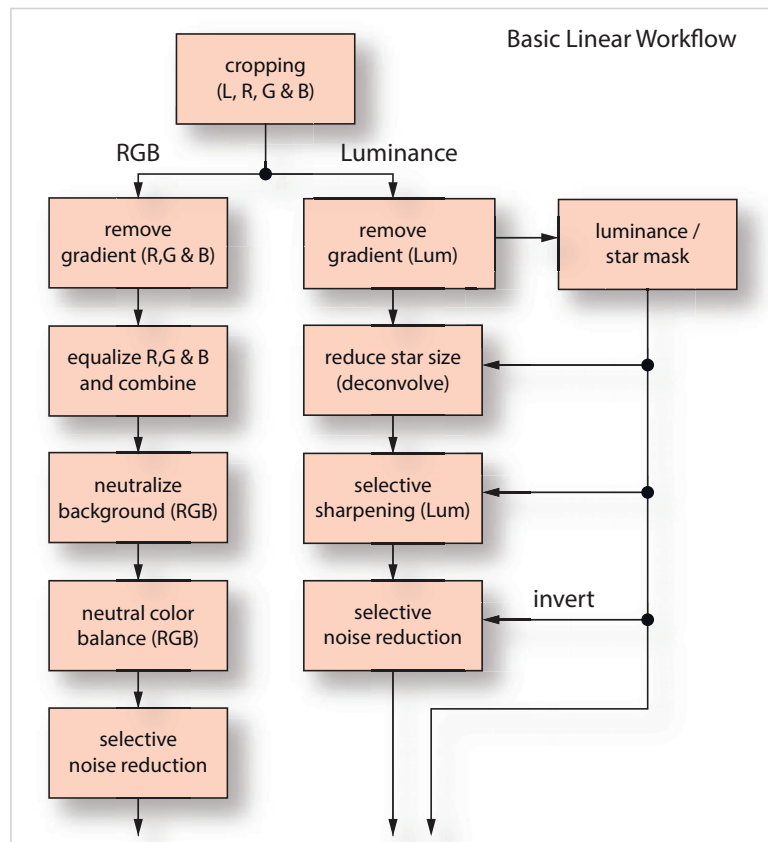 Basic Linear Workflow
cropping
(L, R, G & B)
RGB
Luminance
remove
gradient (R,G & B)
remove
gradient (Lum)
luminance /
star mask
equalize R,G & B
and combine
reduce star size
(deconvolve)
neutralize
background (RGB)
selective
sharpening (Lum)
neutral color
balance (RGB)
selective
noise reduction
invert
selective
noise reduction